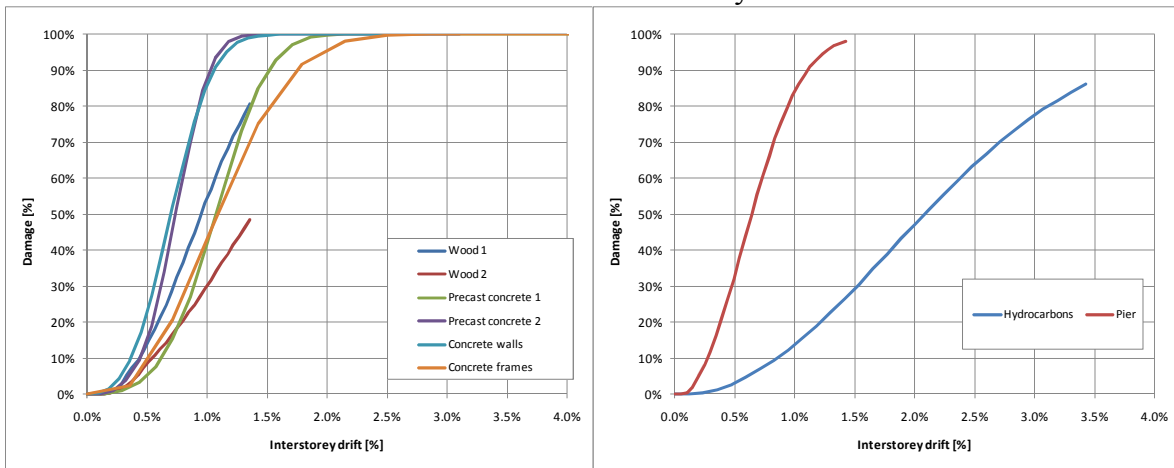 100%
90%
80%
70%
60%
50%
40%
30%
20%
10%
0%
Damage [%]
0.0% 0.5% 1.0% 1.5% 2.0% 2.5% 3.0% 3.5% 4.0%
Interstorey drift [%]
Wood 1
Wood 2
Precast concrete 1
Precast concrete 2
Concrete walls
Concrete frames
100%
90%
80%
70%
60%
50%
40%
30%
20%
10%
0%
Damage [%]
0.0% 0.5% 1.0% 1.5% 2.0% 2.5% 3.0% 3.5% 4.0%
Interstorey drift [%]
Hydrocarbons Pier